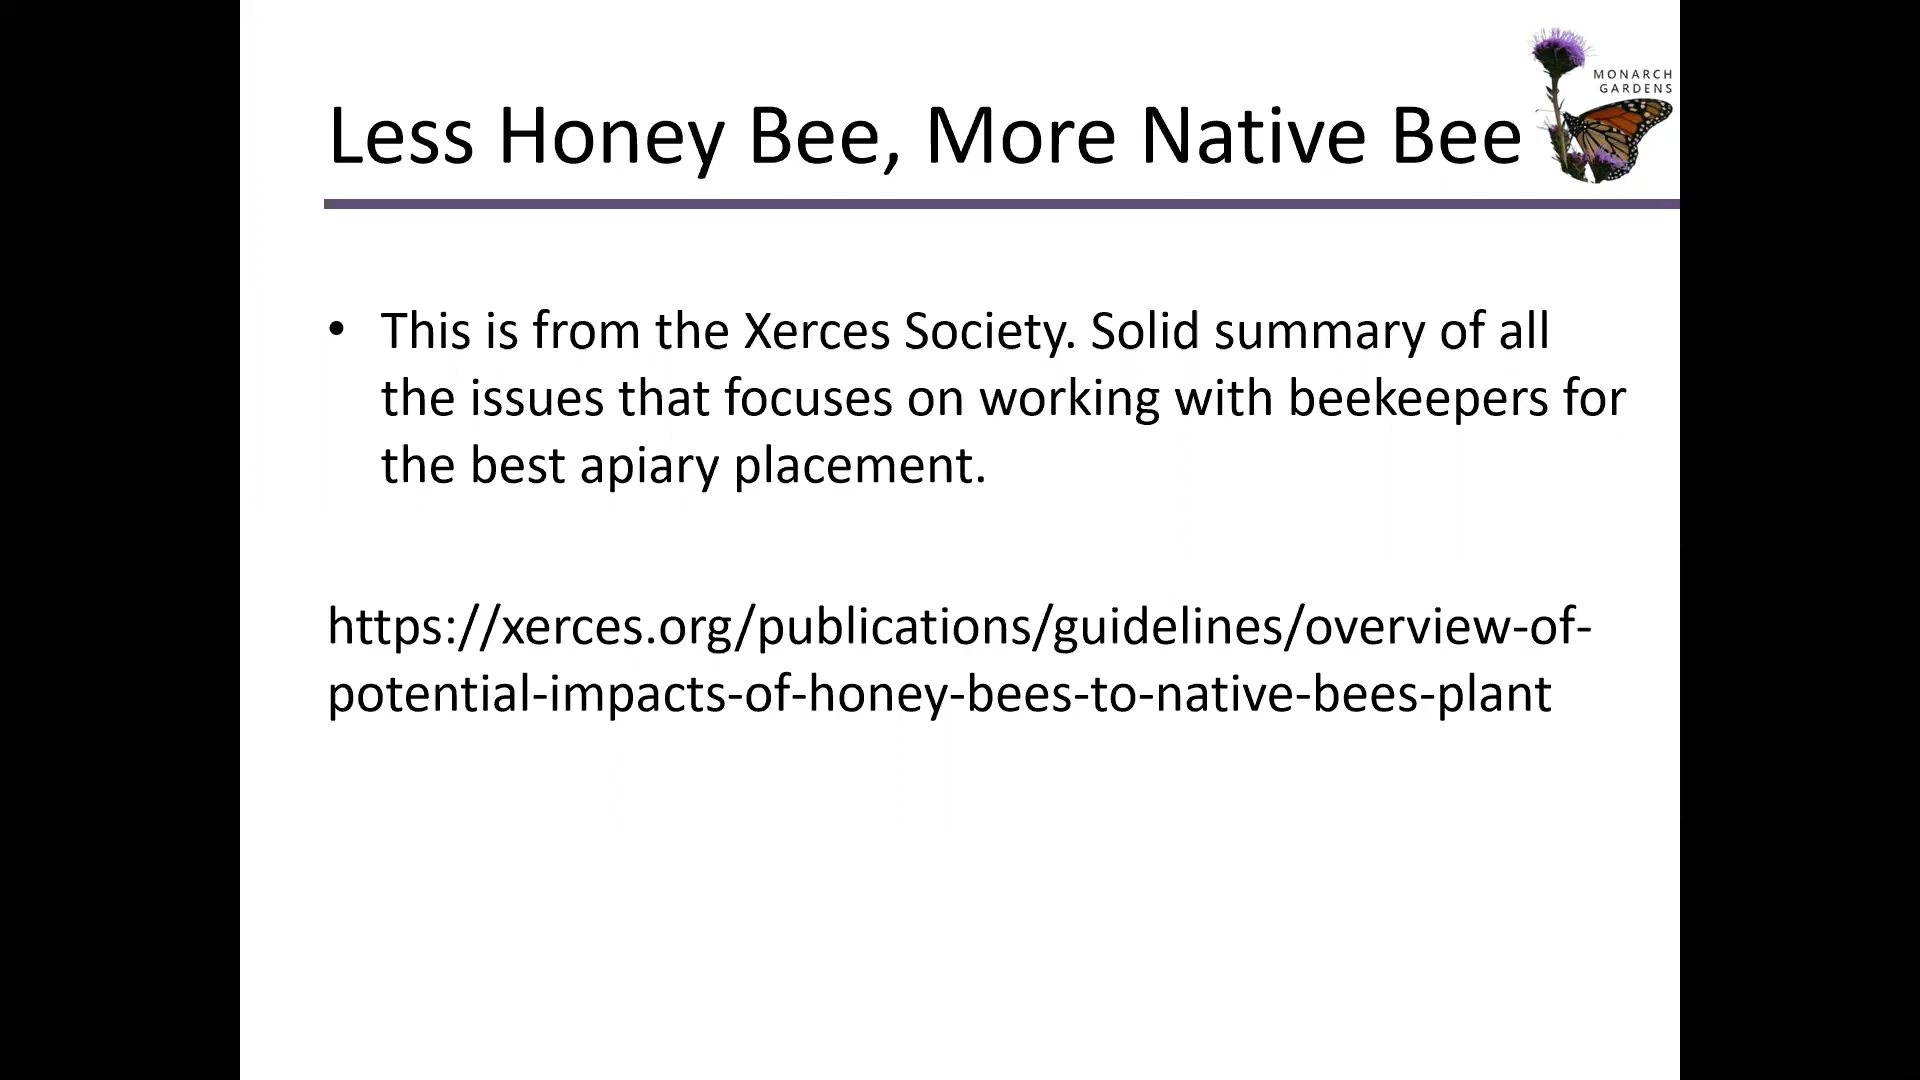 MONARCH
GARDENS
Less Honey Bee, More Native Bee
• This is from the Xerces Society. Solid summary of all
the issues that focuses on working with beekeepers for
the best apiary placement.
https://xerces.org/publications/guidelines/overview-of-
potential-impacts-of-honey-bees-to-native-bees-plant